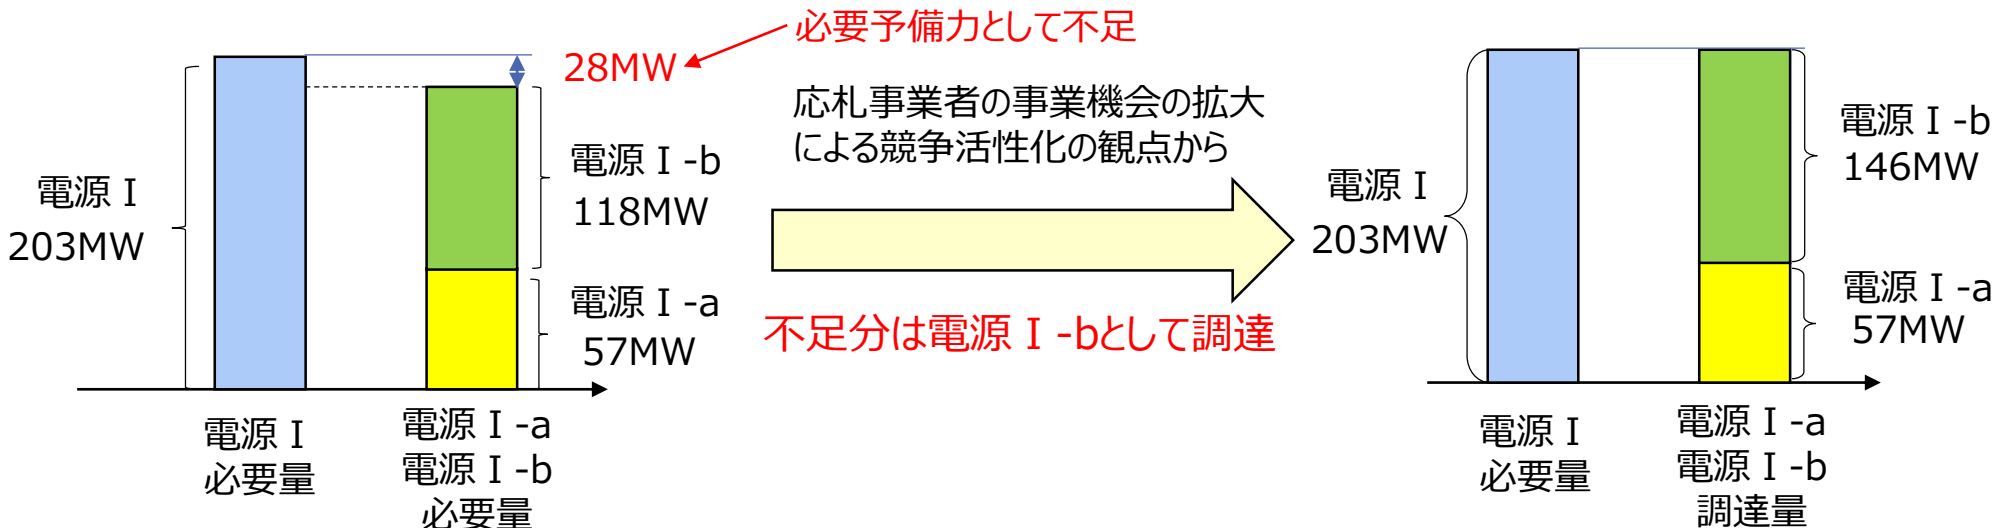 必要予備力として不足
28MW
電源Ⅰ
203MW
電源Ⅰ-b
118MW
電源Ⅰ-a
57MW
電源Ⅰ
必要量
電源Ⅰ-a
電源Ⅰ-b
必要量
応札事業者の事業機会の拡大
による競争活性化の観点から
不足分は電源Ⅰ-bとして調達
電源Ⅰ
203MW
電源Ⅰ-b
146MW
電源Ⅰ-a
57MW
電源Ⅰ
必要量
電源Ⅰ-a
電源Ⅰ-b
調達量